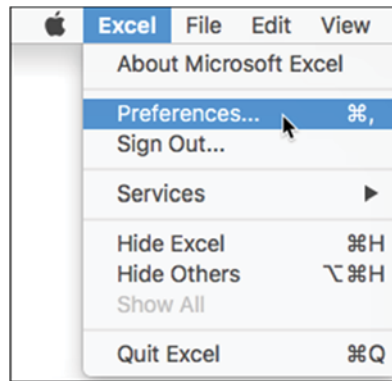 Excel File Edit View
About Microsoft Excel
Preferences... ⌘,
Sign Out...
Services ▶
Hide Excel ⌘H
Hide Others ⌥⌘H
Show All
Quit Excel ⌘Q